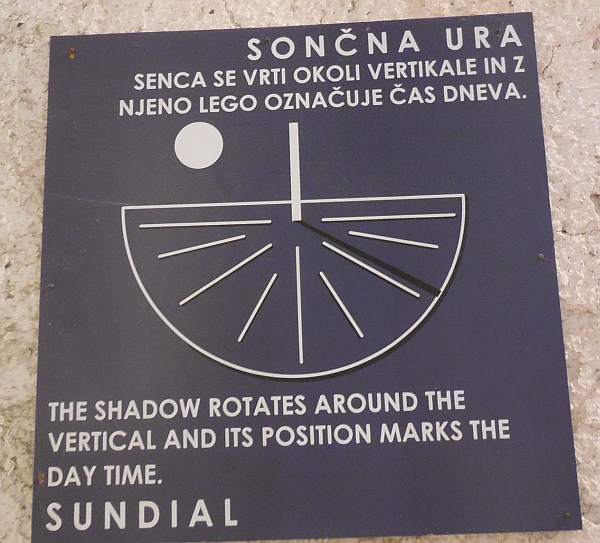 SONČNA URA
SENCA SE VRTI OKOLI VERTIKALE IN Z
NJENO LEGO OZNAČUJE ČAS DNEVA.
THE SHADOW ROTATES AROUND THE
VERTICAL AND ITS POSITION MARKS THE
DAY TIME.
SUNDIAL